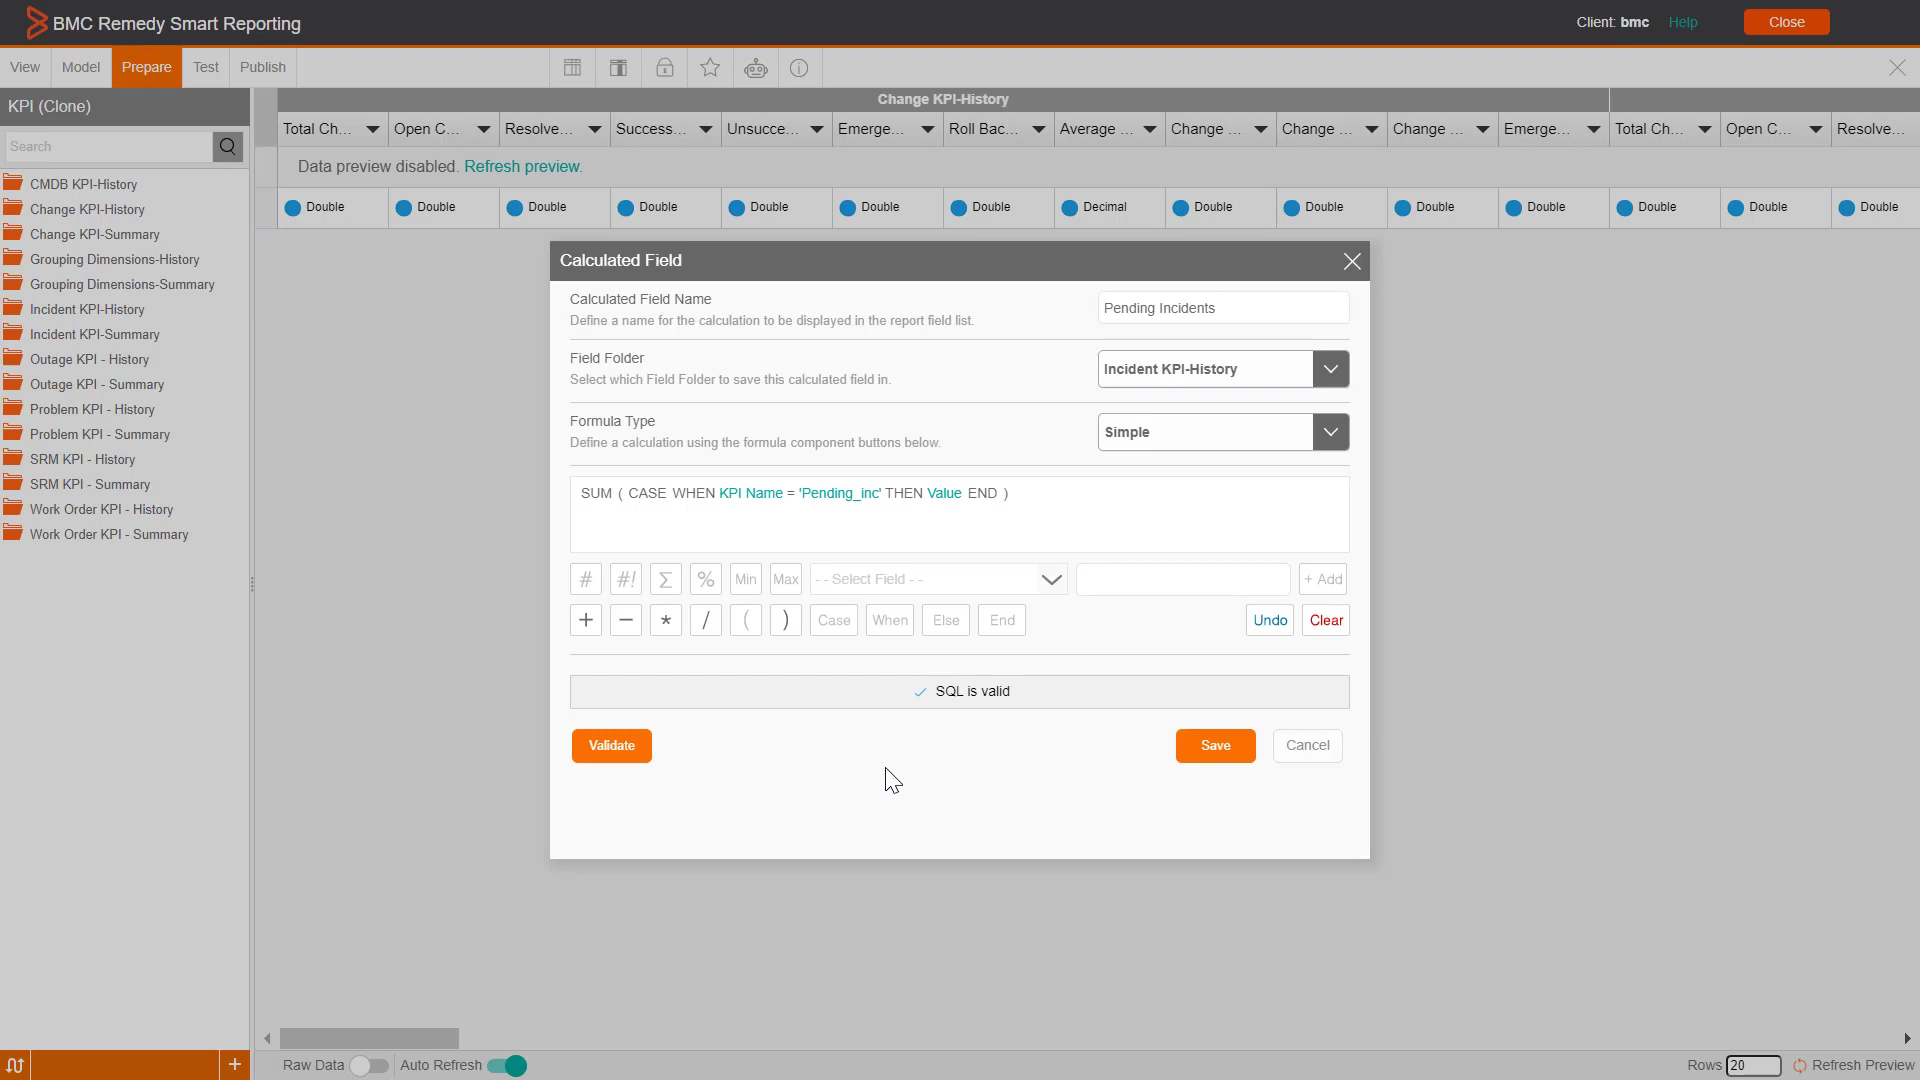 BMC Remedy Smart Reporting
Client: bmc Help Close
View Model Prepare Test Publish
KPI (Clone)
Search
CMDB KPI-History
Change KPI-History
Change KPI-Summary
Grouping Dimensions-History
Grouping Dimensions-Summary
Incident KPI-History
Incident KPI-Summary
Outage KPI - History
Outage KPI - Summary
Problem KPI - History
Problem KPI - Summary
SRM KPI - History
SRM KPI - Summary
Work Order KPI - History
Work Order KPI - Summary
Change KPI-History
Total Ch... Open C... Resolve... Success... Unsucce... Emerge... Roll Bac... Average ... Change ... Change ... Change ... Emerge... Total Ch... Open C... Resolve...
Data preview disabled. Refresh preview.
Double Double Double Double Double Double Double Decimal Double Double Double Double Double Double Double
Calculated Field
Calculated Field Name
Define a name for the calculation to be displayed in the report field list.
Pending Incidents
Field Folder
Select which Field Folder to save this calculated field in.
Incident KPI-History
Formula Type
Define a calculation using the formula component buttons below.
Simple
SUM ( CASE WHEN KPI Name = 'Pending_inc' THEN Value END )
# #! Σ % Min Max - - Select Field - - + Add
+ − * / ( ) Case When Else End Undo Clear
SQL is valid
Validate Save Cancel
Raw Data Auto Refresh Rows 20 Refresh Preview